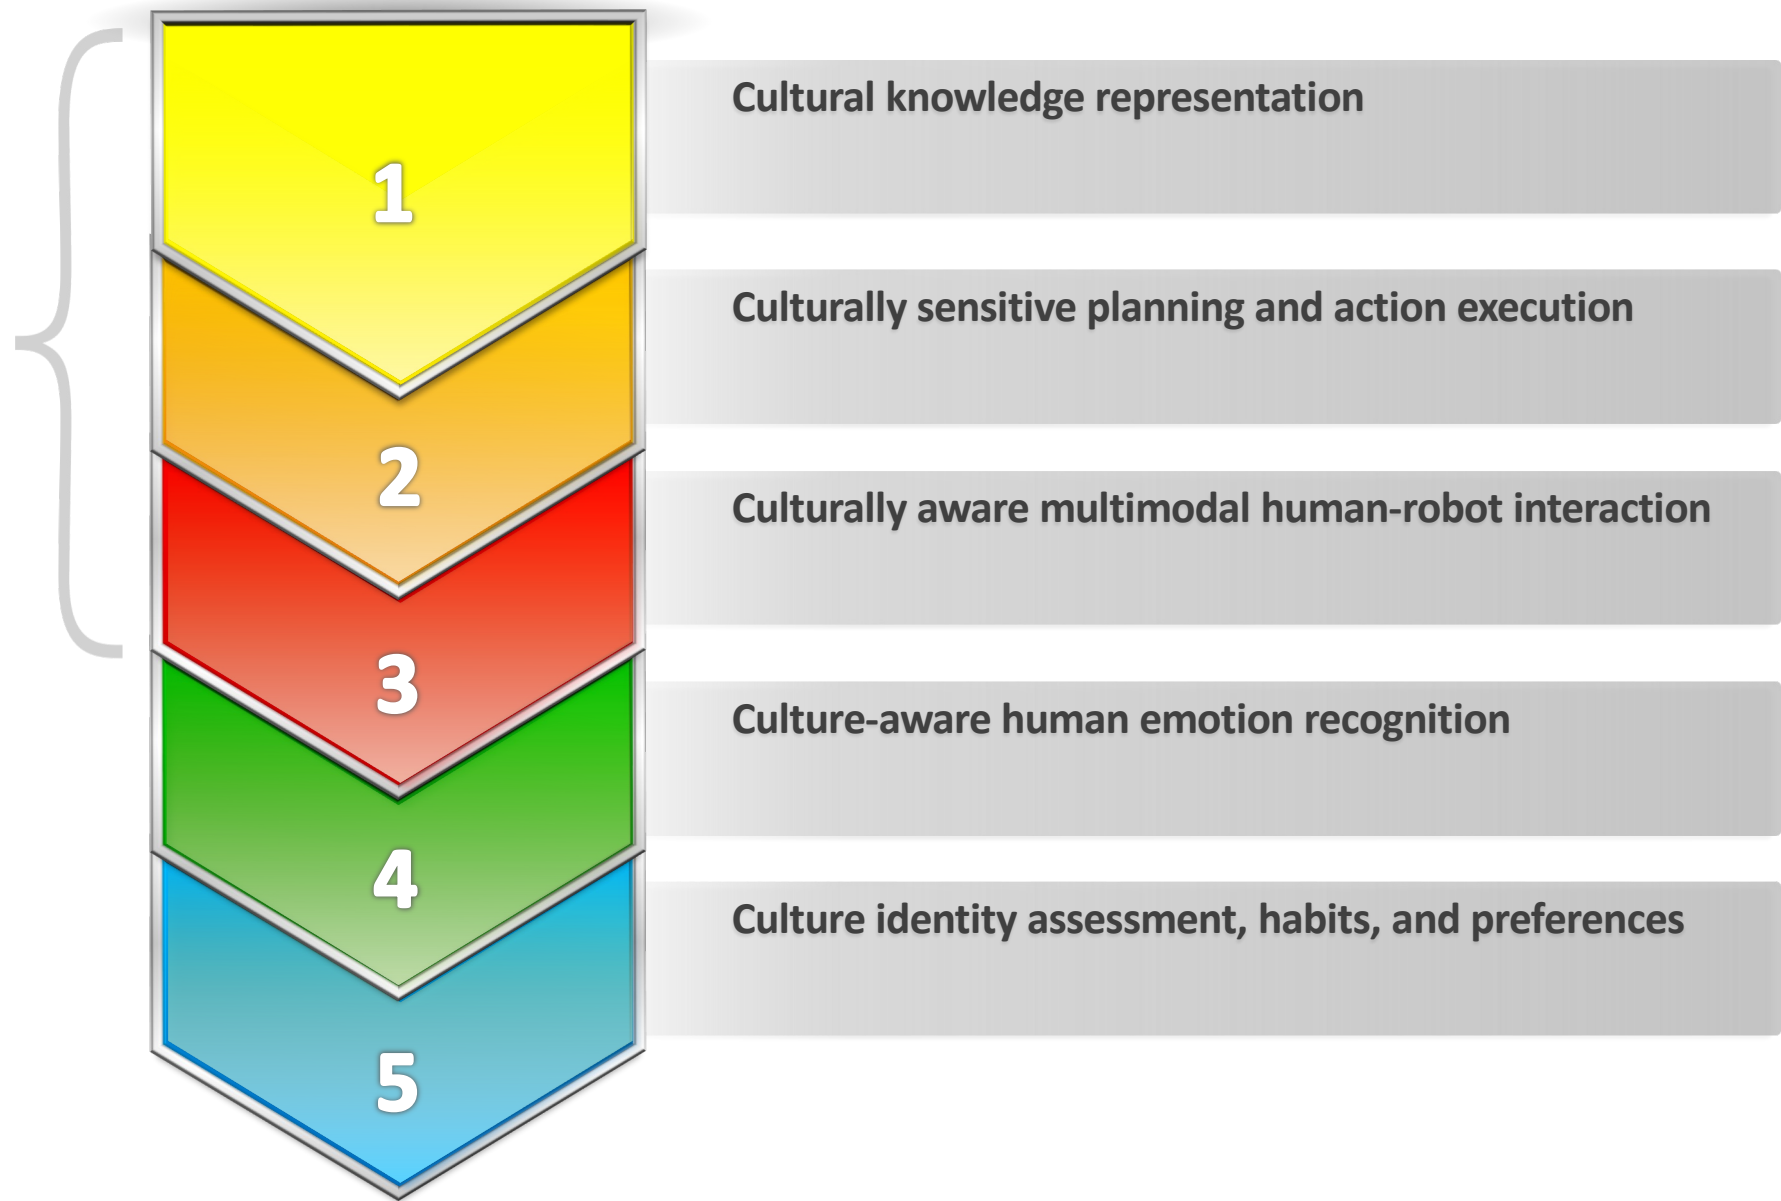 1
Cultural knowledge representation
2
Culturally sensitive planning and action execution
3
Culturally aware multimodal human-robot interaction
4
Culture-aware human emotion recognition
5
Culture identity assessment, habits, and preferences